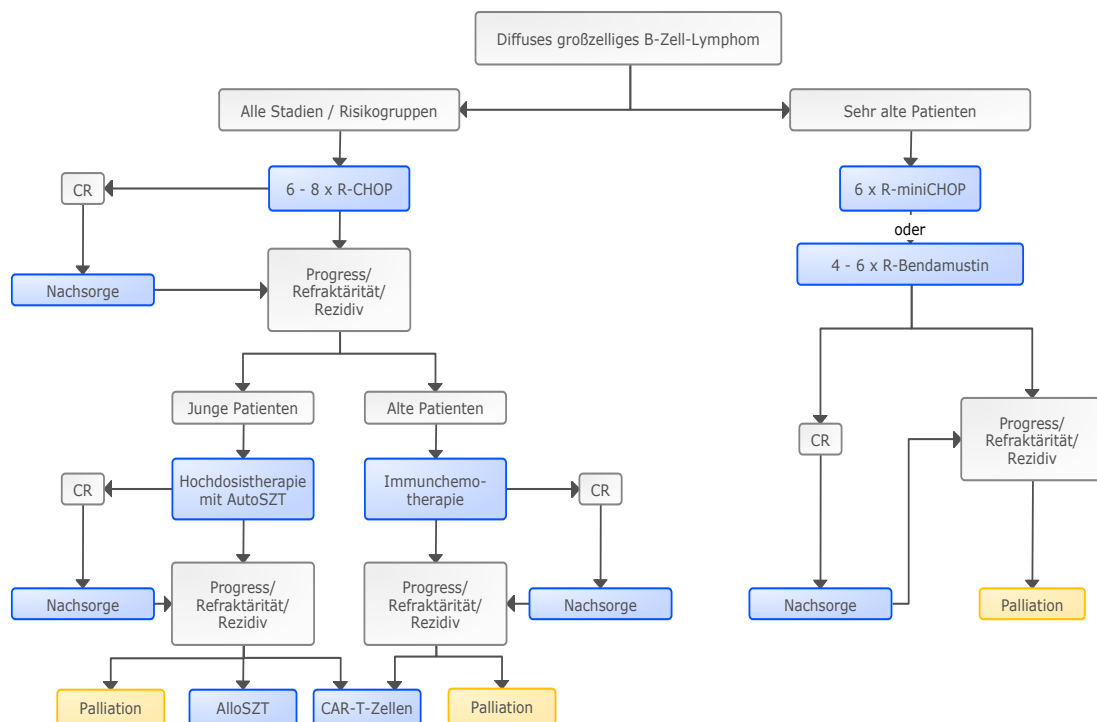 Diffuses großzelliges B-Zell-Lymphom
Alle Stadien / Risikogruppen
Sehr alte Patienten
CR
6 - 8 x R-CHOP
6 x R-miniCHOP
oder
4 - 6 x R-Bendamustin
Nachsorge
Progress/
Refraktärität/
Rezidiv
Junge Patienten
Alte Patienten
CR
Progress/
Refraktärität/
Rezidiv
CR
Hochdosistherapie
mit AutoSZT
Immunchemo-
therapie
CR
Nachsorge
Progress/
Refraktärität/
Rezidiv
Progress/
Refraktärität/
Rezidiv
Nachsorge
Nachsorge
Palliation
Palliation
AlloSZT
CAR-T-Zellen
Palliation